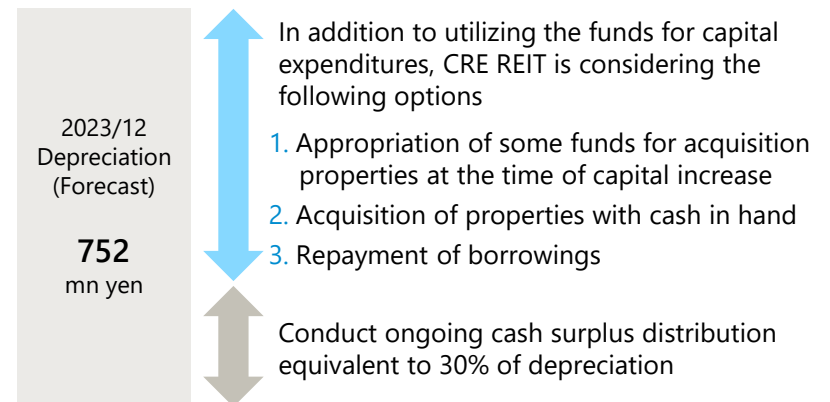 2023/12
Depreciation
(Forecast)
752
mn yen
In addition to utilizing the funds for capital
expenditures, CRE REIT is considering the
following options
1. Appropriation of some funds for acquisition
properties at the time of capital increase
2. Acquisition of properties with cash in hand
3. Repayment of borrowings
Conduct ongoing cash surplus distribution
equivalent to 30% of depreciation